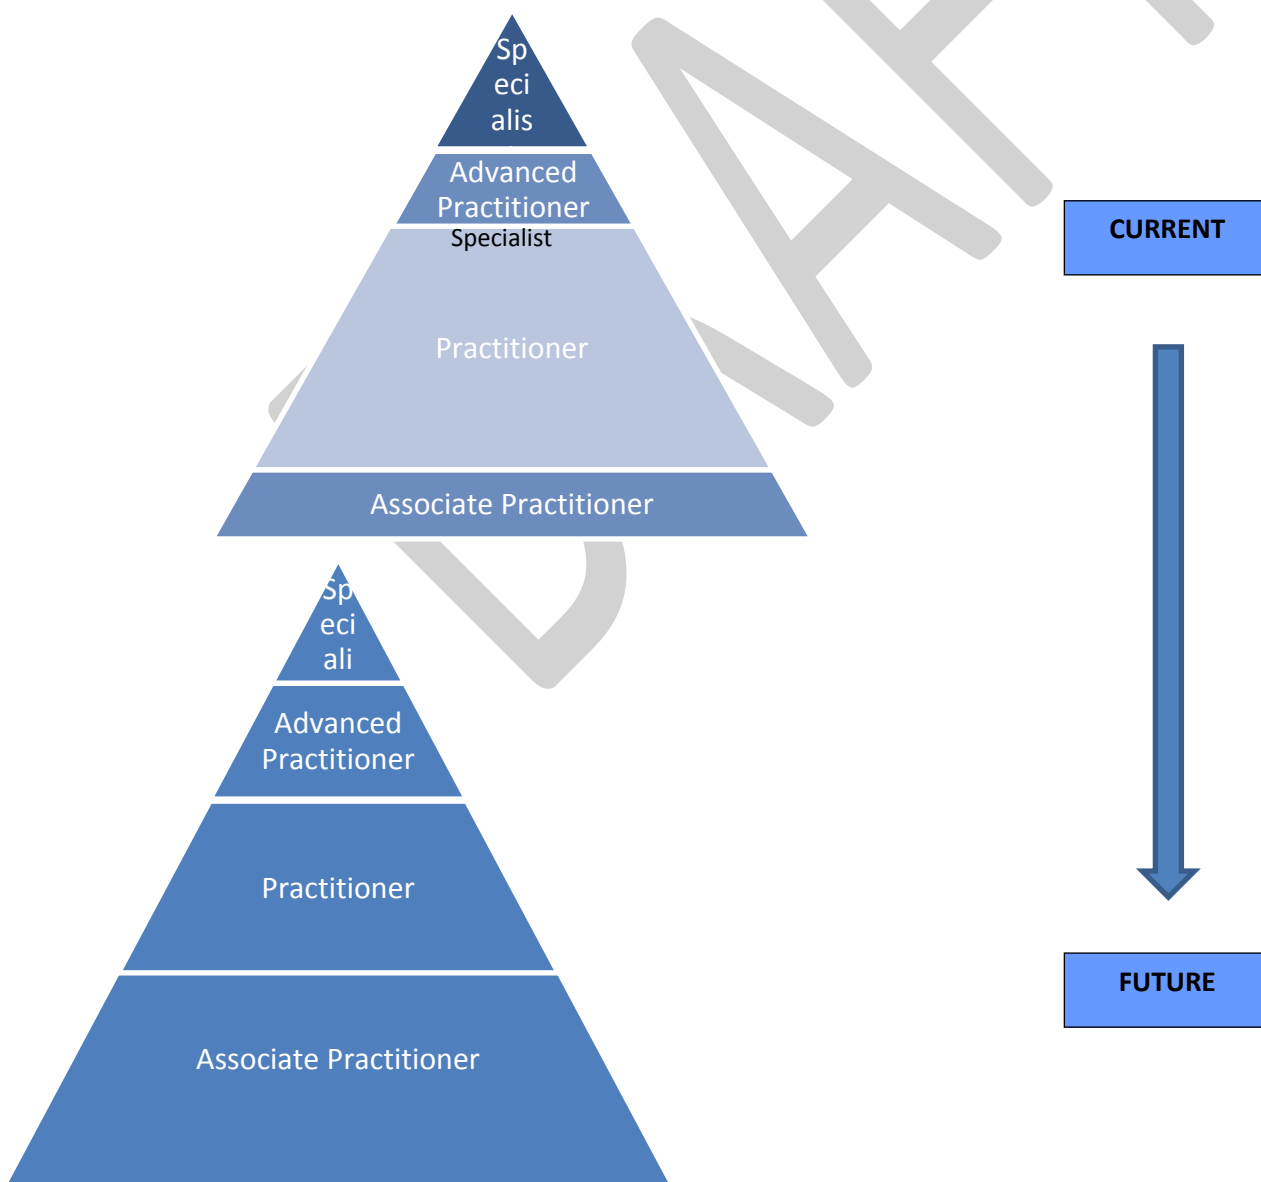 Sp
eci
alis
Advanced
Practitioner
Specialist
Practitioner
Associate Practitioner
CURRENT
Sp
eci
ali
Advanced
Practitioner
Practitioner
Associate Practitioner
FUTURE